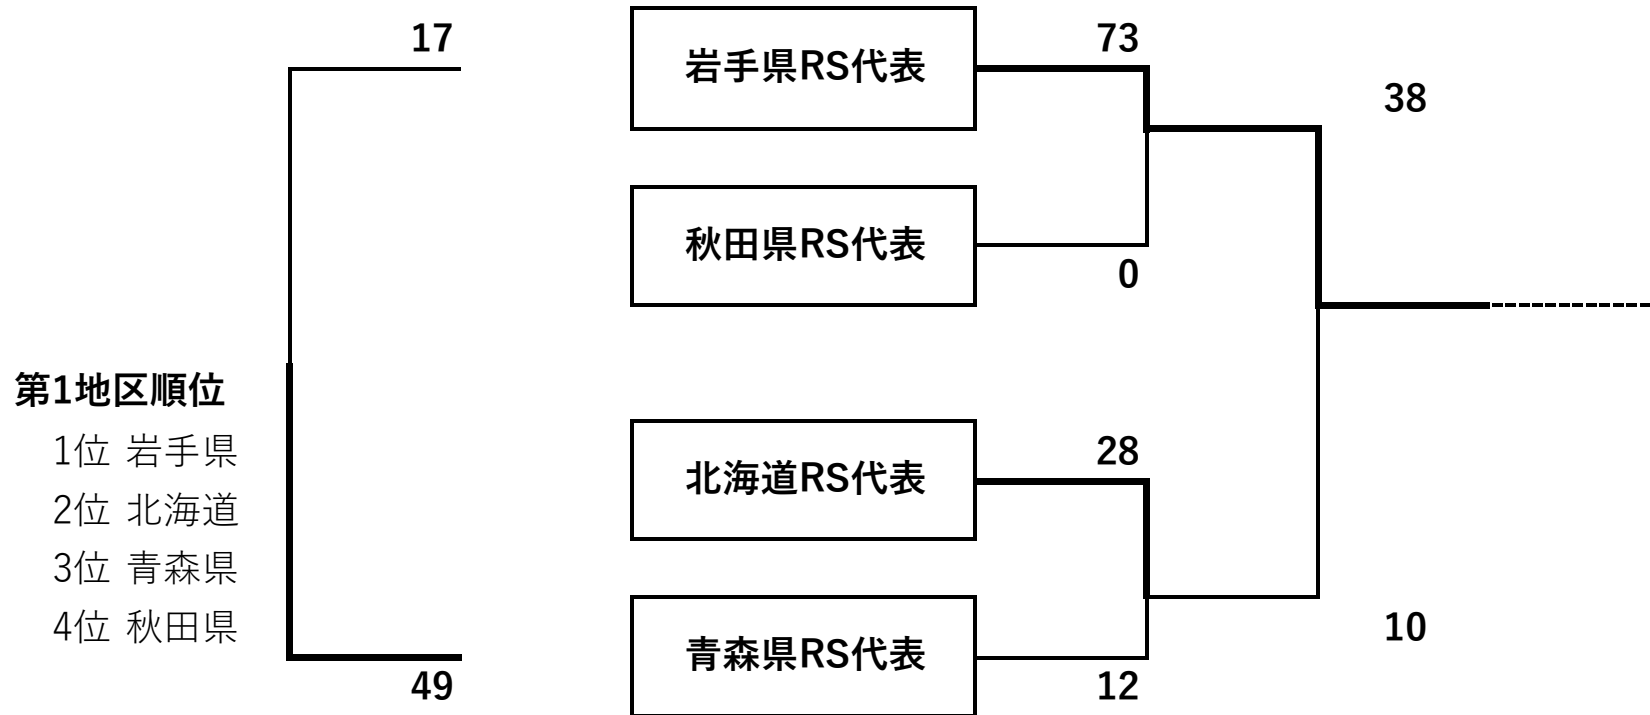 17
岩手県RS代表
73
38
秋田県RS代表
0
第1地区順位
1位 岩手県
2位 北海道
3位 青森県
4位 秋田県
北海道RS代表
28
青森県RS代表
12
10
49